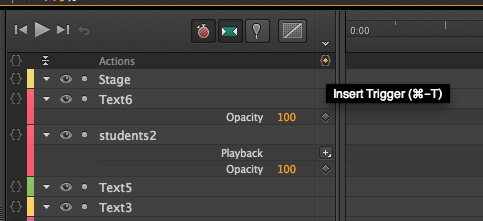 0:00
Actions
Stage
Insert Trigger (⌘-T)
Text6
Opacity 100
students2
Playback
Opacity 100
Text5
Text3